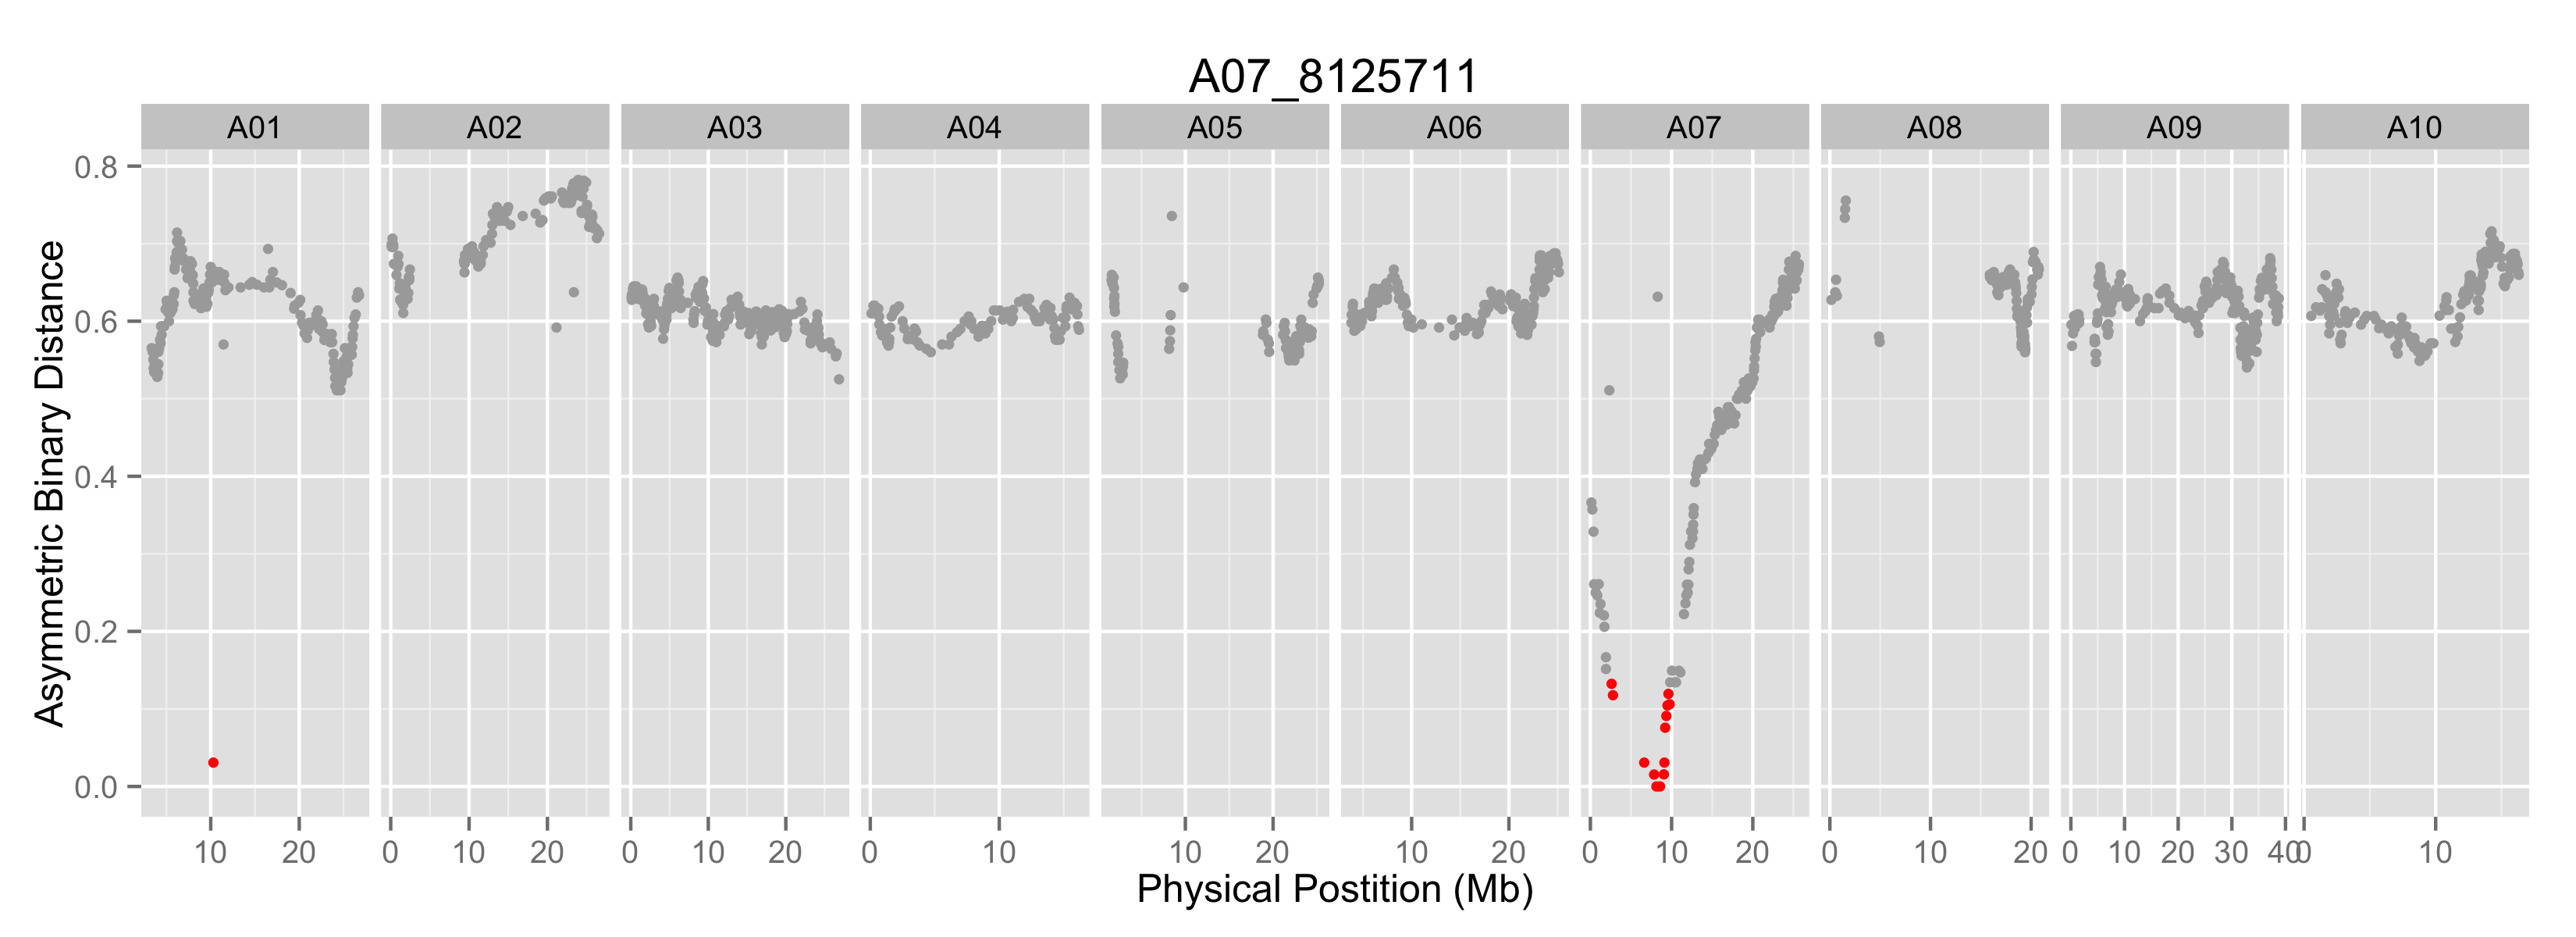 A07_8125711
A01 A02 A03 A04 A05 A06 A07 A08 A09 A10
Asymmetric Binary Distance
0.8
0.6
0.4
0.2
0.0
10 20 0 10 20 0 10 20 0 10 10 20 10 20 0 10 20 0 10 20 0 10 20 30 40 0 10
Physical Postition (Mb)